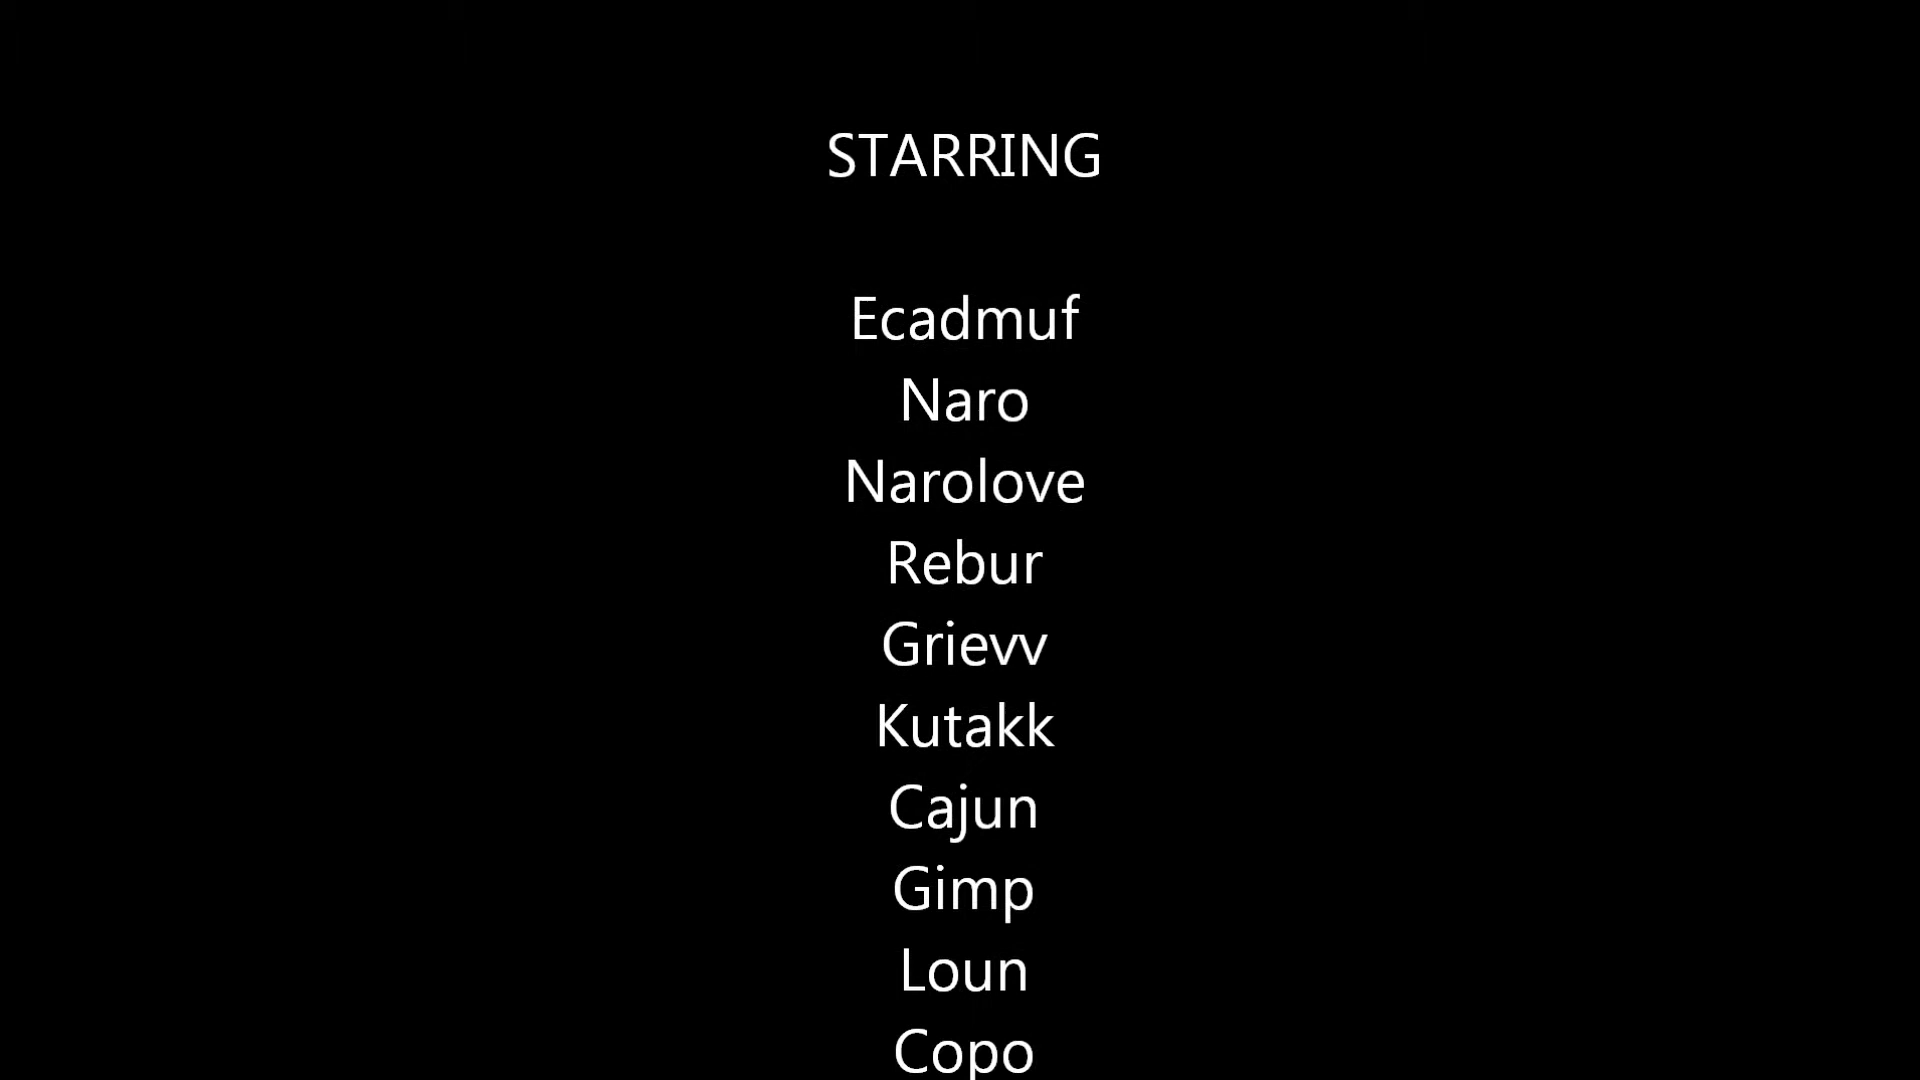 STARRING
Ecadmuf
Naro
Narolove
Rebur
Grievv
Kutakk
Cajun
Gimp
Loun
Copo